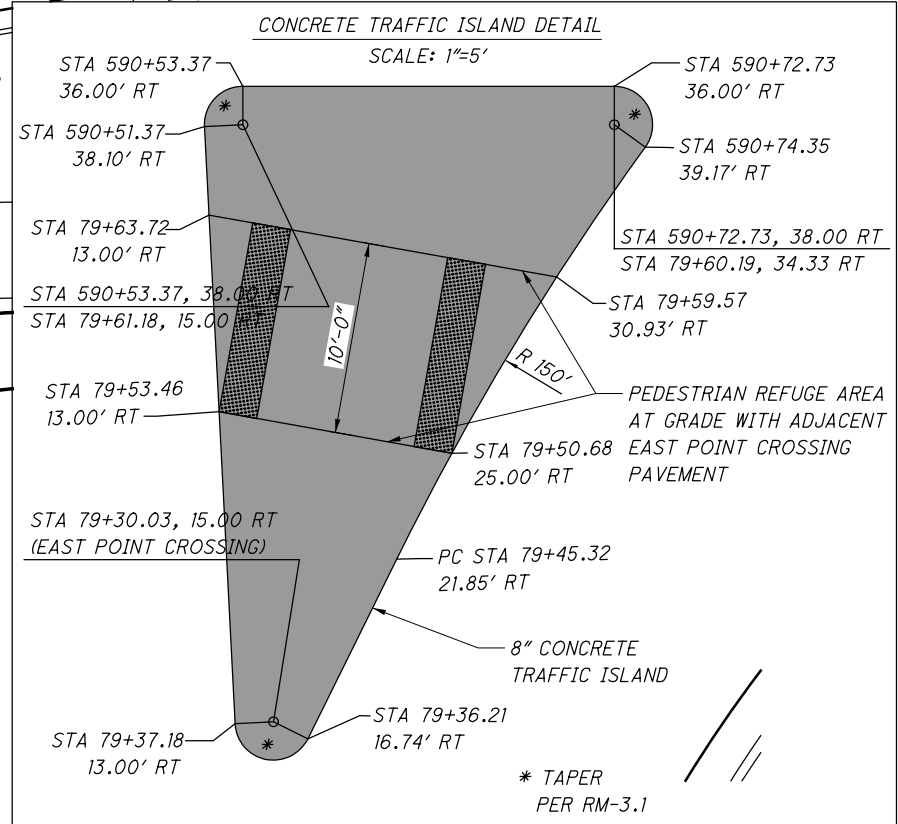 CONCRETE TRAFFIC ISLAND DETAIL
SCALE: 1"=5'
STA 590+53.37
36.00' RT
STA 590+72.73
36.00' RT
*
*
STA 590+51.37
38.10' RT
STA 590+74.35
39.17' RT
STA 79+63.72
13.00' RT
STA 590+72.73, 38.00 RT
STA 79+60.19, 34.33 RT
STA 590+53.37, 38.00 RT
STA 79+61.18, 15.00 RT
STA 79+59.57
30.93' RT
10'-0"
R 150'
STA 79+53.46
13.00' RT
PEDESTRIAN REFUGE AREA
AT GRADE WITH ADJACENT
EAST POINT CROSSING
PAVEMENT
STA 79+50.68
25.00' RT
STA 79+30.03, 15.00 RT
(EAST POINT CROSSING)
PC STA 79+45.32
21.85' RT
8" CONCRETE
TRAFFIC ISLAND
STA 79+36.21
16.74' RT
STA 79+37.18
13.00' RT
*
* TAPER
PER RM-3.1